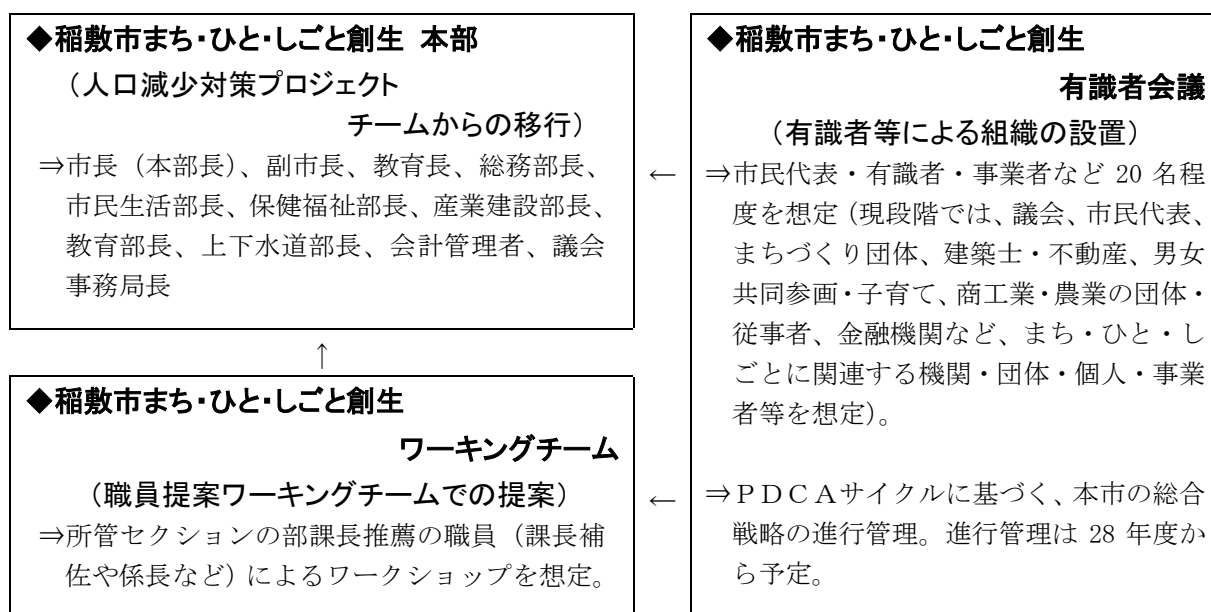 ◆稲敷市まち・ひと・しごと創生 本部
（人口減少対策プロジェクト
チームからの移行）
⇒市長（本部長）、副市長、教育長、総務部長、
市民生活部長、保健福祉部長、産業建設部長、
教育部長、上下水道部長、会計管理者、議会
事務局長
↑
◆稲敷市まち・ひと・しごと創生
ワーキングチーム
（職員提案ワーキングチームでの提案）
⇒所管セクションの部課長推薦の職員（課長補
佐や係長など）によるワークショップを想定。
←
←
◆稲敷市まち・ひと・しごと創生
有識者会議
（有識者等による組織の設置）
⇒市民代表・有識者・事業者など 20 名程
度を想定（現段階では、議会、市民代表、
まちづくり団体、建築士・不動産、男女
共同参画・子育て、商工業・農業の団体・
従事者、金融機関など、まち・ひと・し
ごとに関連する機関・団体・個人・事業
者等を想定）。
⇒ＰＤＣＡサイクルに基づく、本市の総合
戦略の進行管理。進行管理は 28 年度か
ら予定。